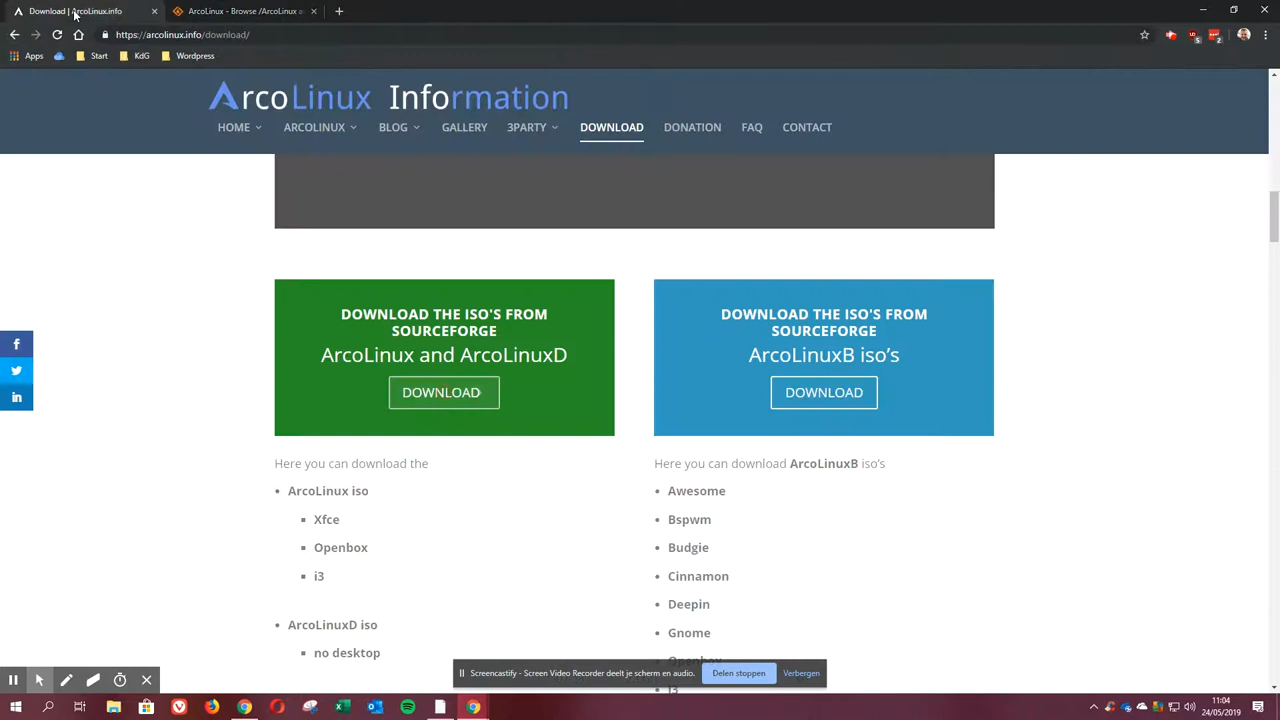 Download | ArcoLinux.info
ArcoLinux - Browse /ArcoLinux
https://arcolinux.info/download/
Apps
Start
KdG
Wordpress
ArcoLinux Information
HOME
ARCOLINUX
BLOG
GALLERY
3PARTY
DOWNLOAD
DONATION
FAQ
CONTACT
DOWNLOAD THE ISO'S FROM
SOURCEFORGE
ArcoLinux and ArcoLinuxD
DOWNLOAD
Here you can download the
ArcoLinux iso
Xfce
Openbox
i3
ArcoLinuxD iso
no desktop
DOWNLOAD THE ISO'S FROM
SOURCEFORGE
ArcoLinuxB iso’s
DOWNLOAD
Here you can download ArcoLinuxB iso’s
Awesome
Bspwm
Budgie
Cinnamon
Deepin
Gnome
Openbox
i3
Screencastify - Screen Video Recorder deelt je scherm en audio.
Delen stoppen
Verbergen
11:04
24/05/2019